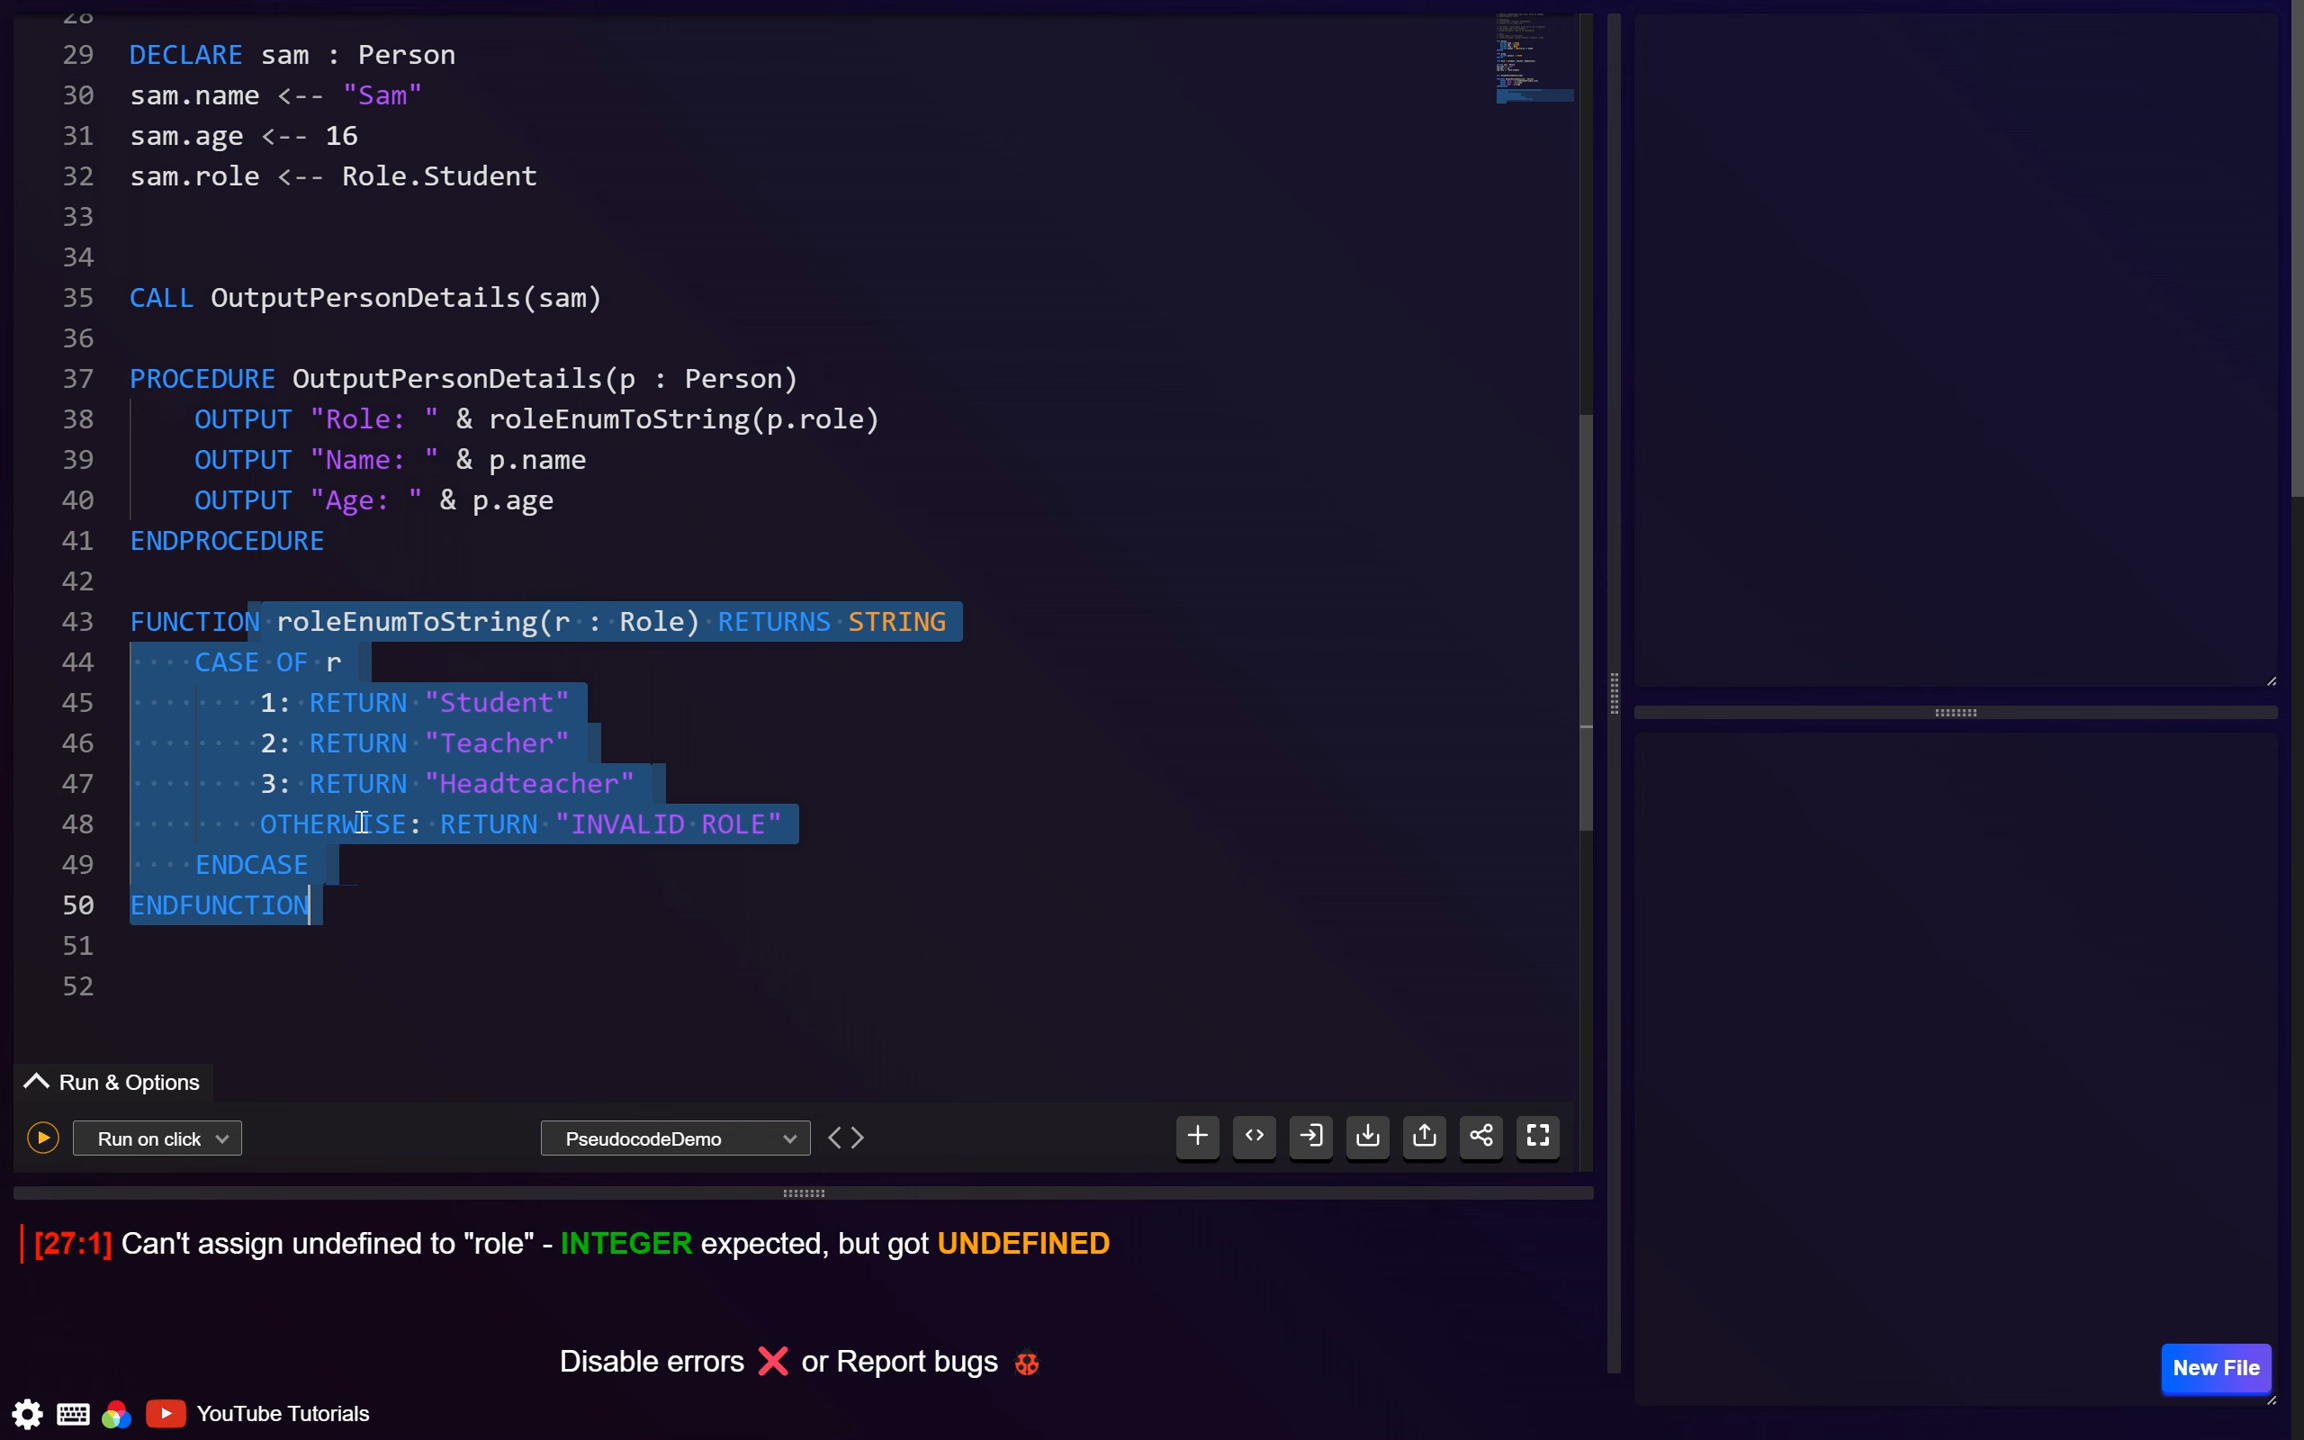 28
29 DECLARE sam : Person
30 sam.name <-- "Sam"
31 sam.age <-- 16
32 sam.role <-- Role.Student
33
34
35 CALL OutputPersonDetails(sam)
36
37 PROCEDURE OutputPersonDetails(p : Person)
38 OUTPUT "Role: " & roleEnumToString(p.role)
39 OUTPUT "Name: " & p.name
40 OUTPUT "Age: " & p.age
41 ENDPROCEDURE
42
43 FUNCTION roleEnumToString(r : Role) RETURNS STRING
44 CASE OF r
45 1: RETURN "Student"
46 2: RETURN "Teacher"
47 3: RETURN "Headteacher"
48 OTHERWISE: RETURN "INVALID ROLE"
49 ENDCASE
50 ENDFUNCTION
51
52
Run & Options
Run on click
PseudocodeDemo
[27:1] Can't assign undefined to "role" - INTEGER expected, but got UNDEFINED
Disable errors ❌ or Report bugs 🐞
New File
YouTube Tutorials